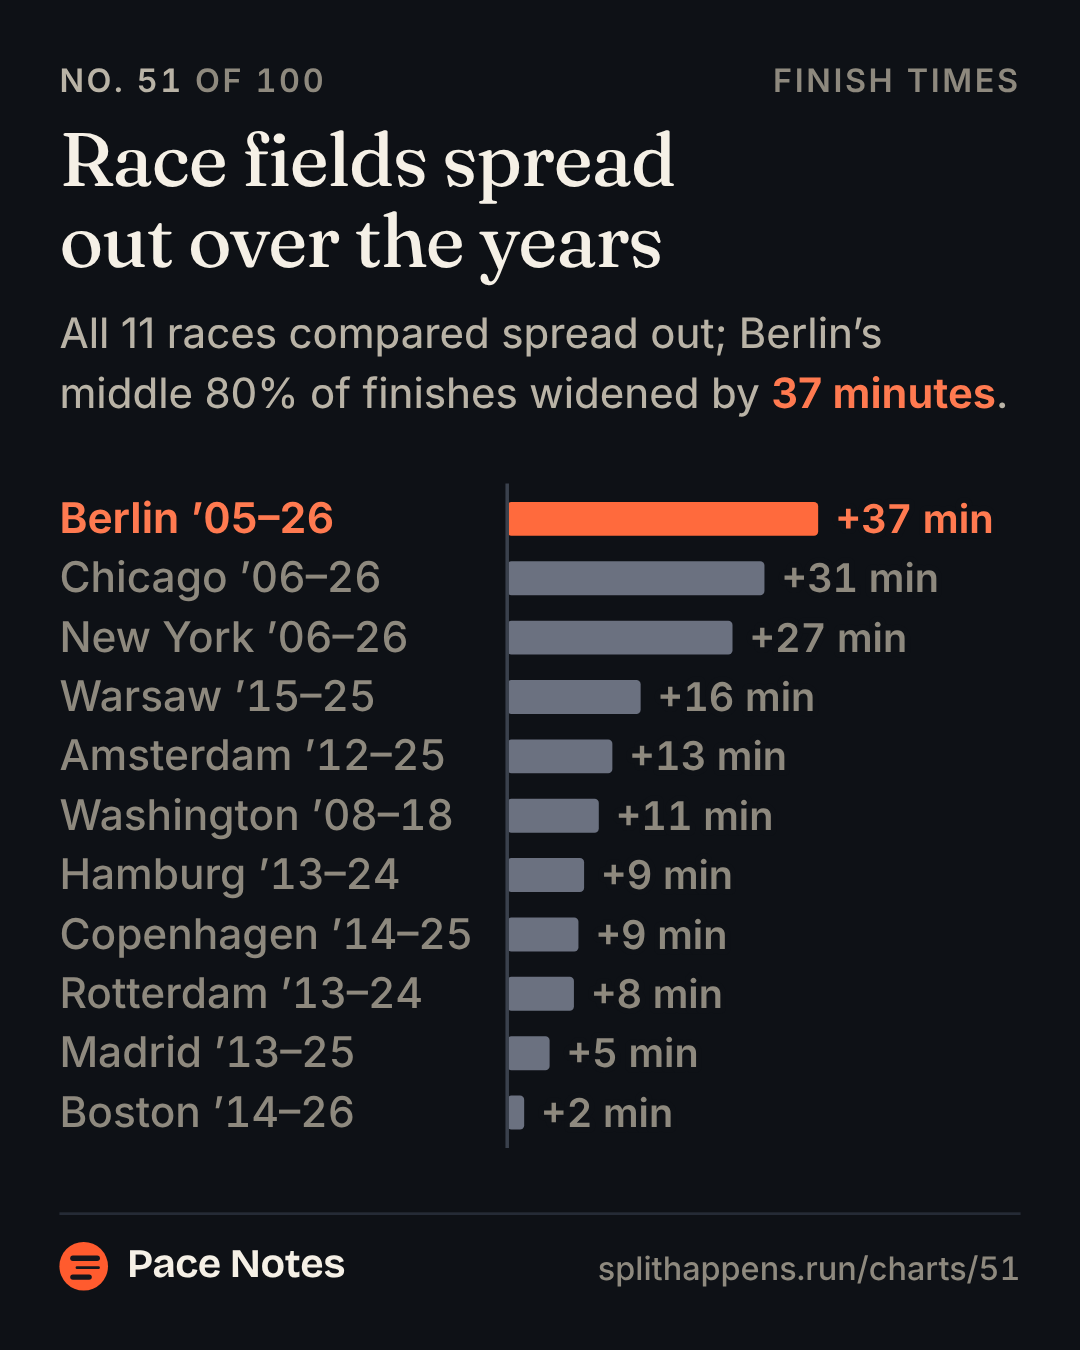 NO. 51 OF 100
FINISH TIMES
Race fields spread
out over the years
All 11 races compared spread out; Berlin’s
middle 80% of finishes widened by 37 minutes.
Berlin ’05–26 +37 min
Chicago ’06–26 +31 min
New York ’06–26 +27 min
Warsaw ’15–25 +16 min
Amsterdam ’12–25 +13 min
Washington ’08–18 +11 min
Hamburg ’13–24 +9 min
Copenhagen ’14–25 +9 min
Rotterdam ’13–24 +8 min
Madrid ’13–25 +5 min
Boston ’14–26 +2 min
Pace Notes
splithappens.run/charts/51